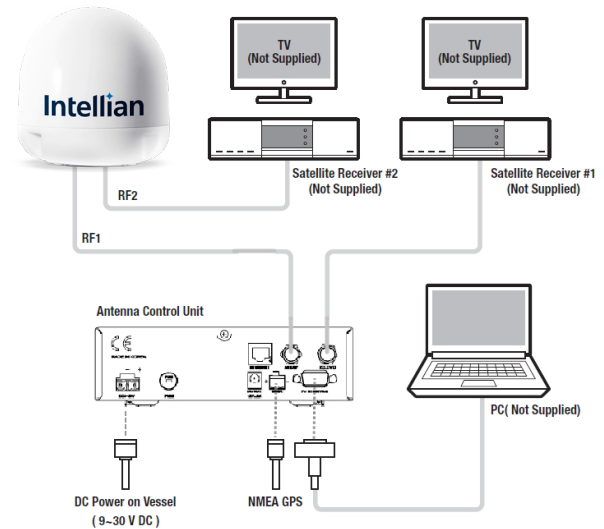 TV
(Not Supplied)
TV
(Not Supplied)
Intellian
Satellite Receiver #2
(Not Supplied)
Satellite Receiver #1
(Not Supplied)
RF2
RF1
Antenna Control Unit
CE
PC( Not Supplied)
DC Power on Vessel
( 9~30 V DC )
NMEA GPS